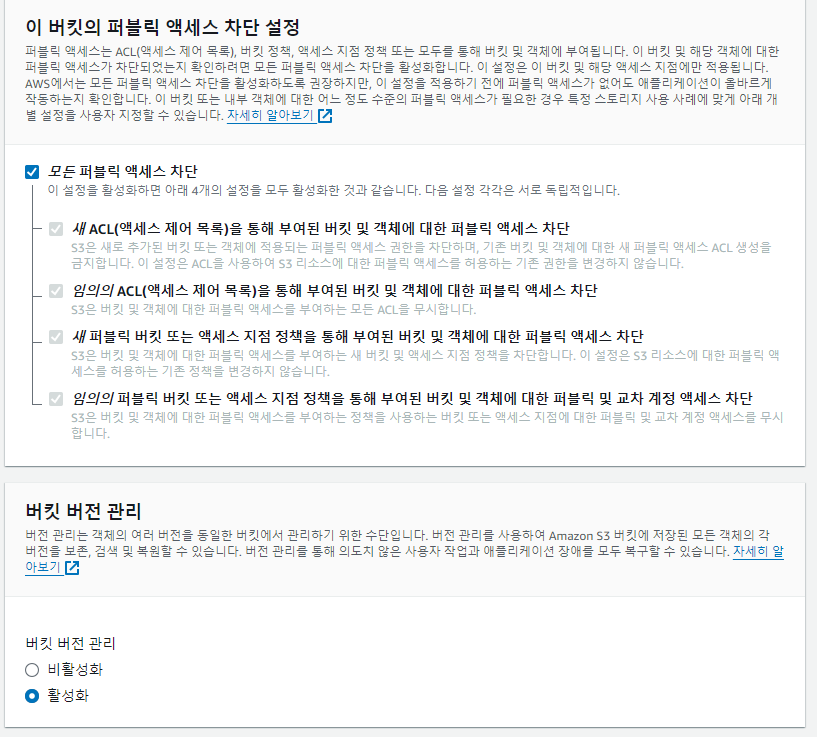 이 버킷의 퍼블릭 액세스 차단 설정
퍼블릭 액세스는 ACL(액세스 제어 목록), 버킷 정책, 액세스 지점 정책 또는 모두를 통해 버킷 및 객체에 부여됩니다. 이 버킷 및 해당 객체에 대한
퍼블릭 액세스가 차단되었는지 확인하려면 모든 퍼블릭 액세스 차단을 활성화합니다. 이 설정은 이 버킷 및 해당 액세스 지점에만 적용됩니다.
AWS에서는 모든 퍼블릭 액세스 차단을 활성화하도록 권장하지만, 이 설정을 적용하기 전에 퍼블릭 액세스가 없어도 애플리케이션이 올바르게
작동하는지 확인합니다. 이 버킷 또는 내부 객체에 대한 어느 정도 수준의 퍼블릭 액세스가 필요한 경우 특정 스토리지 사용 사례에 맞게 아래 개
별 설정을 사용자 지정할 수 있습니다. 자세히 알아보기
모든 퍼블릭 액세스 차단
이 설정을 활성화하면 아래 4개의 설정을 모두 활성화한 것과 같습니다. 다음 설정 각각은 서로 독립적입니다.
새 ACL(액세스 제어 목록)을 통해 부여된 버킷 및 객체에 대한 퍼블릭 액세스 차단
S3은 새로 추가된 버킷 또는 객체에 적용되는 퍼블릭 액세스 권한을 차단하며, 기존 버킷 및 객체에 대한 새 퍼블릭 액세스 ACL 생성을
금지합니다. 이 설정은 ACL을 사용하여 S3 리소스에 대한 퍼블릭 액세스를 허용하는 기존 권한을 변경하지 않습니다.
임의의 ACL(액세스 제어 목록)을 통해 부여된 버킷 및 객체에 대한 퍼블릭 액세스 차단
S3은 버킷 및 객체에 대한 퍼블릭 액세스를 부여하는 모든 ACL을 무시합니다.
새 퍼블릭 버킷 또는 액세스 지점 정책을 통해 부여된 버킷 및 객체에 대한 퍼블릭 액세스 차단
S3은 버킷 및 객체에 대한 퍼블릭 액세스를 부여하는 새 버킷 및 액세스 지점 정책을 차단합니다. 이 설정은 S3 리소스에 대한 퍼블릭 액
세스를 허용하는 기존 정책을 변경하지 않습니다.
임의의 퍼블릭 버킷 또는 액세스 지점 정책을 통해 부여된 버킷 및 객체에 대한 퍼블릭 및 교차 계정 액세스 차단
S3은 버킷 및 객체에 대한 퍼블릭 액세스를 부여하는 정책을 사용하는 버킷 또는 액세스 지점에 대한 퍼블릭 및 교차 계정 액세스를 무시
합니다.
버킷 버전 관리
버전 관리는 객체의 여러 버전을 동일한 버킷에서 관리하기 위한 수단입니다. 버전 관리를 사용하여 Amazon S3 버킷에 저장된 모든 객체의 각
버전을 보존, 검색 및 복원할 수 있습니다. 버전 관리를 통해 의도치 않은 사용자 작업과 애플리케이션 장애를 모두 복구할 수 있습니다. 자세히 알
아보기
버킷 버전 관리
비활성화
활성화